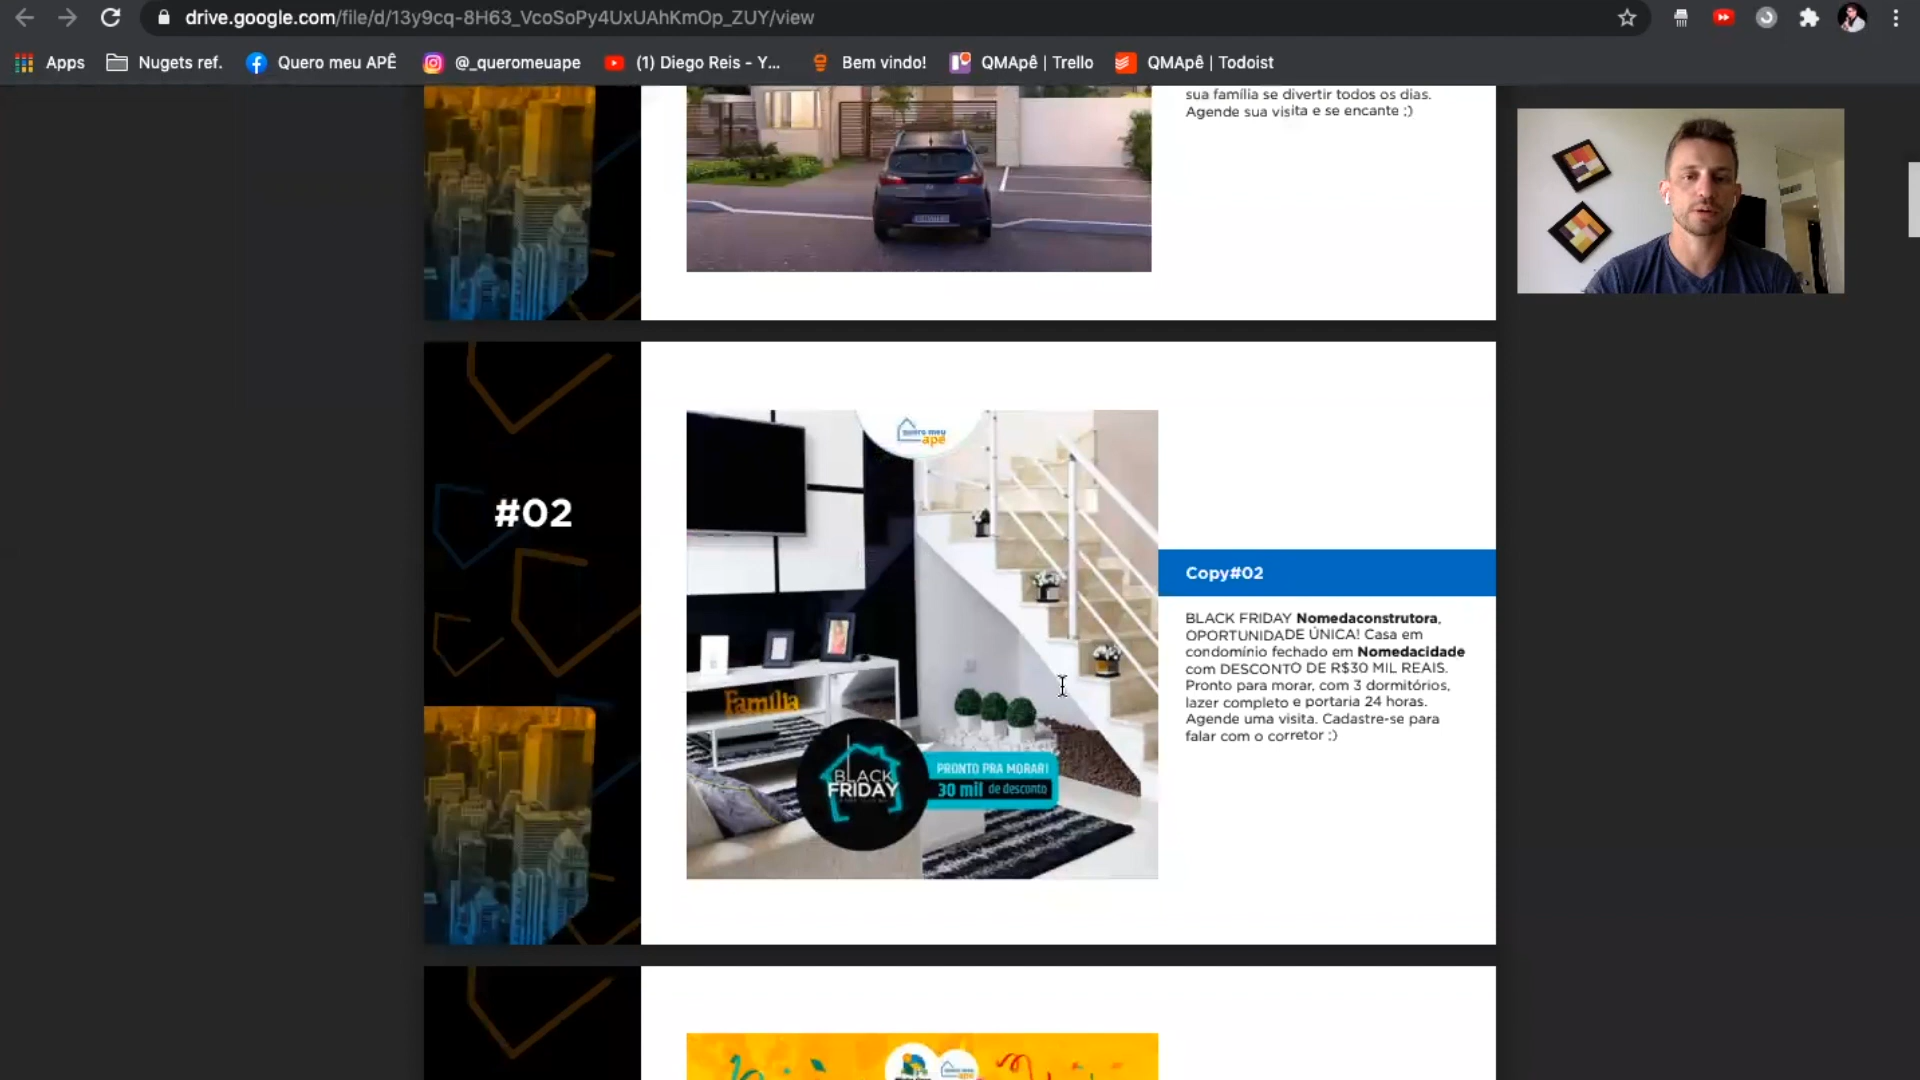 drive.google.com/file/d/13y9cq-8H63_VcoSoPy4UxUAhKmOp_ZUY/view
Apps
Nugets ref.
Quero meu APÊ
@_queromeuape
(1) Diego Reis - Y...
Bem vindo!
QMApê | Trello
QMApê | Todoist
sua família se divertir todos os dias.
Agende sua visita e se encante ;)
#02
quero meu
apê
Família
BLACK
FRIDAY
PRONTO PRA MORAR!
30 mil de desconto
Copy#02
BLACK FRIDAY Nomedaconstrutora,
OPORTUNIDADE ÚNICA! Casa em
condomínio fechado em Nomedacidade
com DESCONTO DE R$30 MIL REAIS.
Pronto para morar, com 3 dormitórios,
lazer completo e portaria 24 horas.
Agende uma visita. Cadastre-se para
falar com o corretor ;)